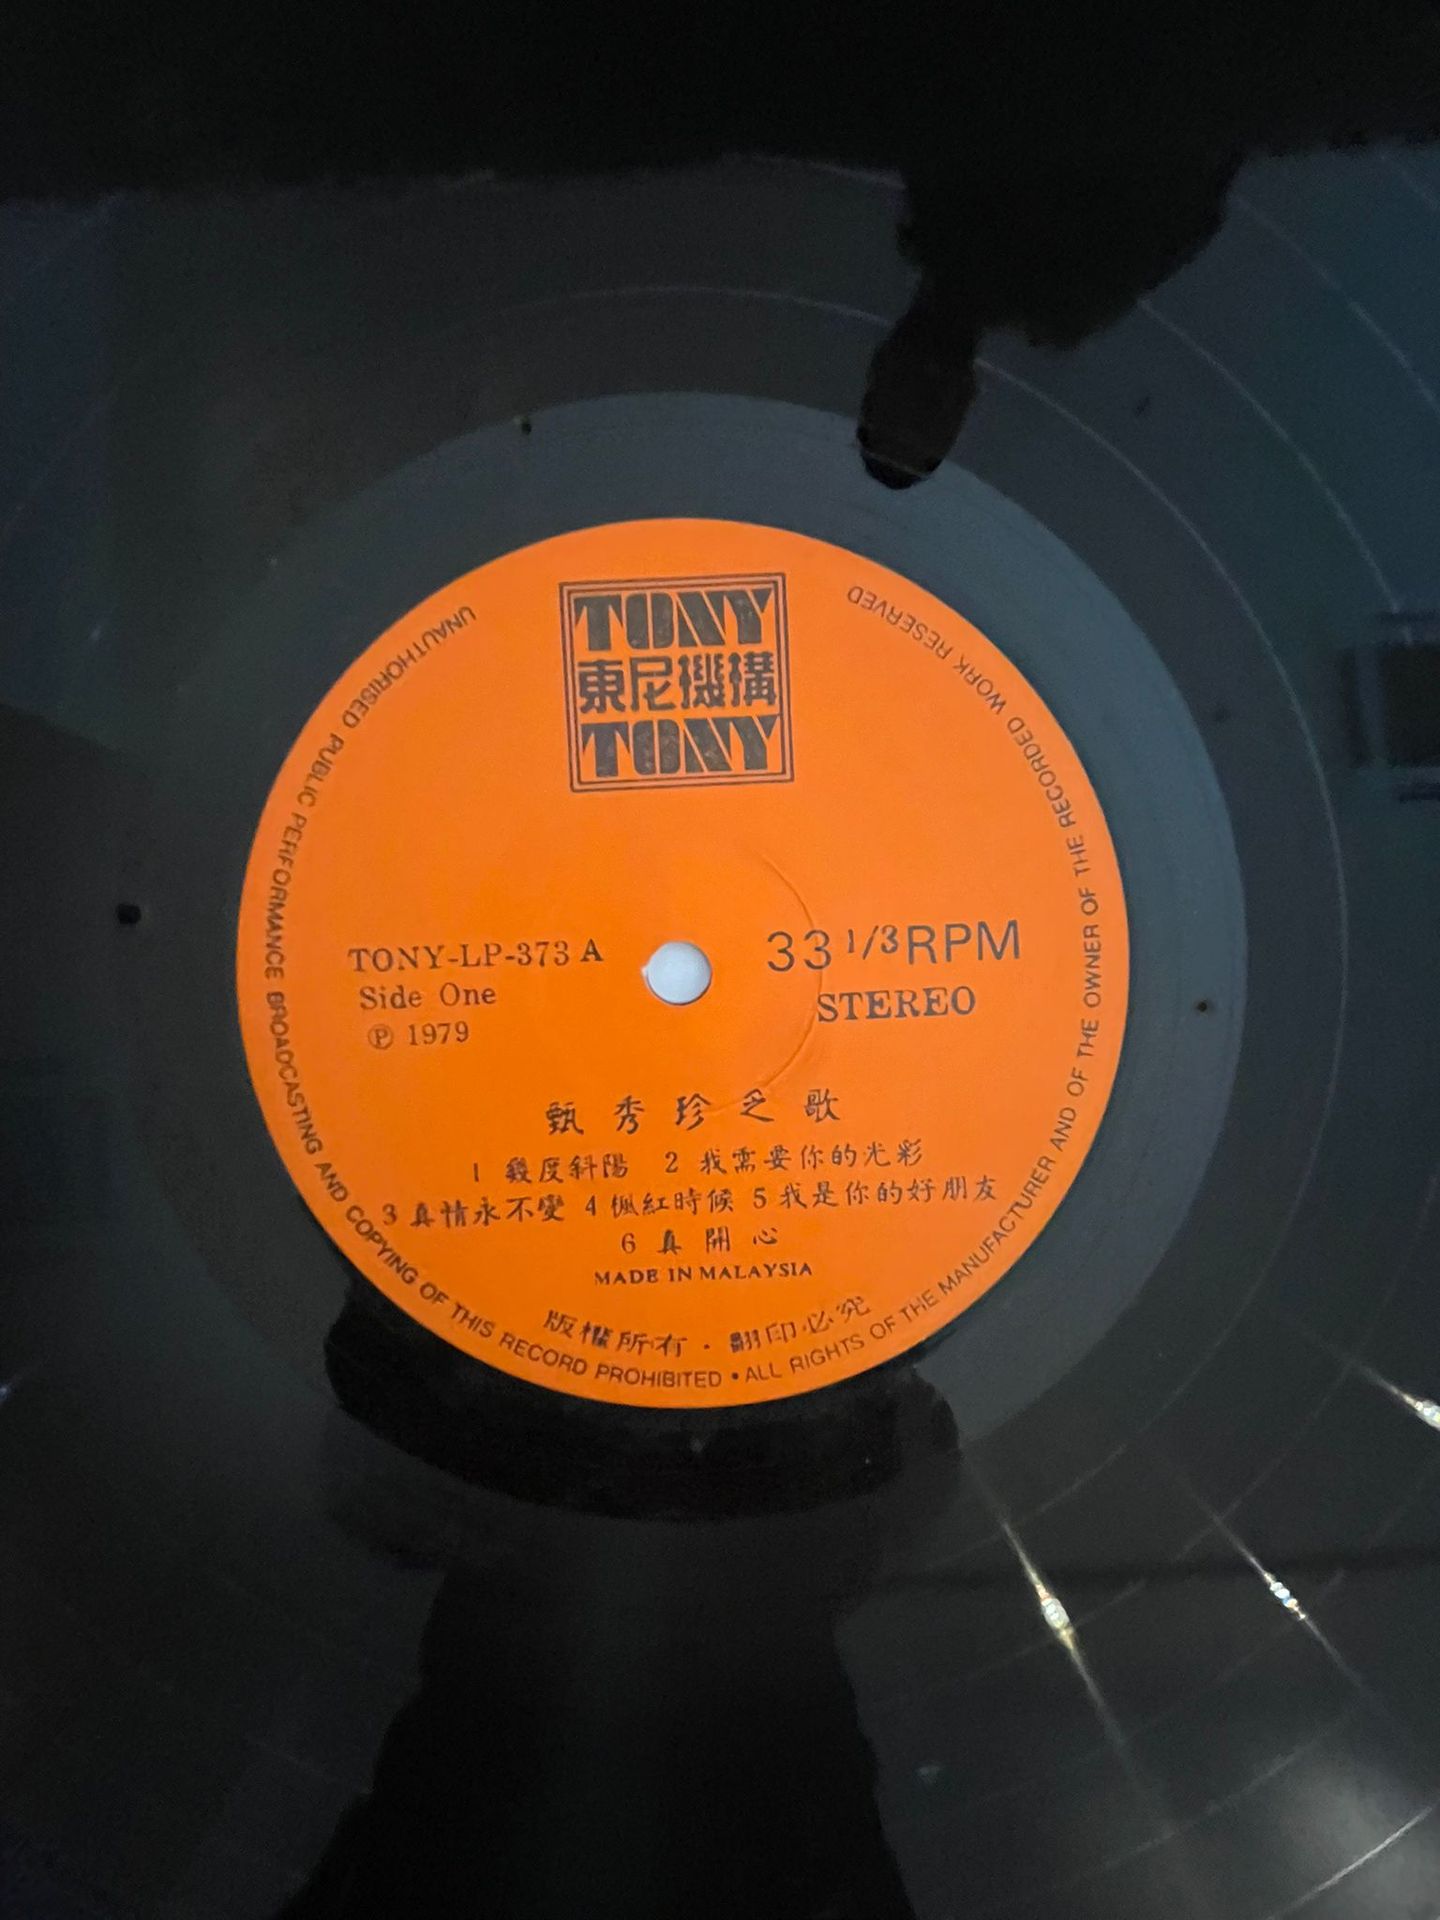 TONY
東尼機構
TONY
TONY-LP-373 A
Side One
Ⓟ 1979
33 1/3 RPM
STEREO
甄秀珍之歌
1 幾度斜陽 2 我需要你的光彩
3 真情永不變 4 楓紅時候 5 我是你的好朋友
6 真開心
MADE IN MALAYSIA
版權所有・翻印必究
UNAUTHORISED PUBLIC PERFORMANCE BROADCASTING AND COPYING OF THIS RECORD PROHIBITED • ALL RIGHTS OF THE MANUFACTURER AND OF THE OWNER OF THE RECORDED WORK RESERVED